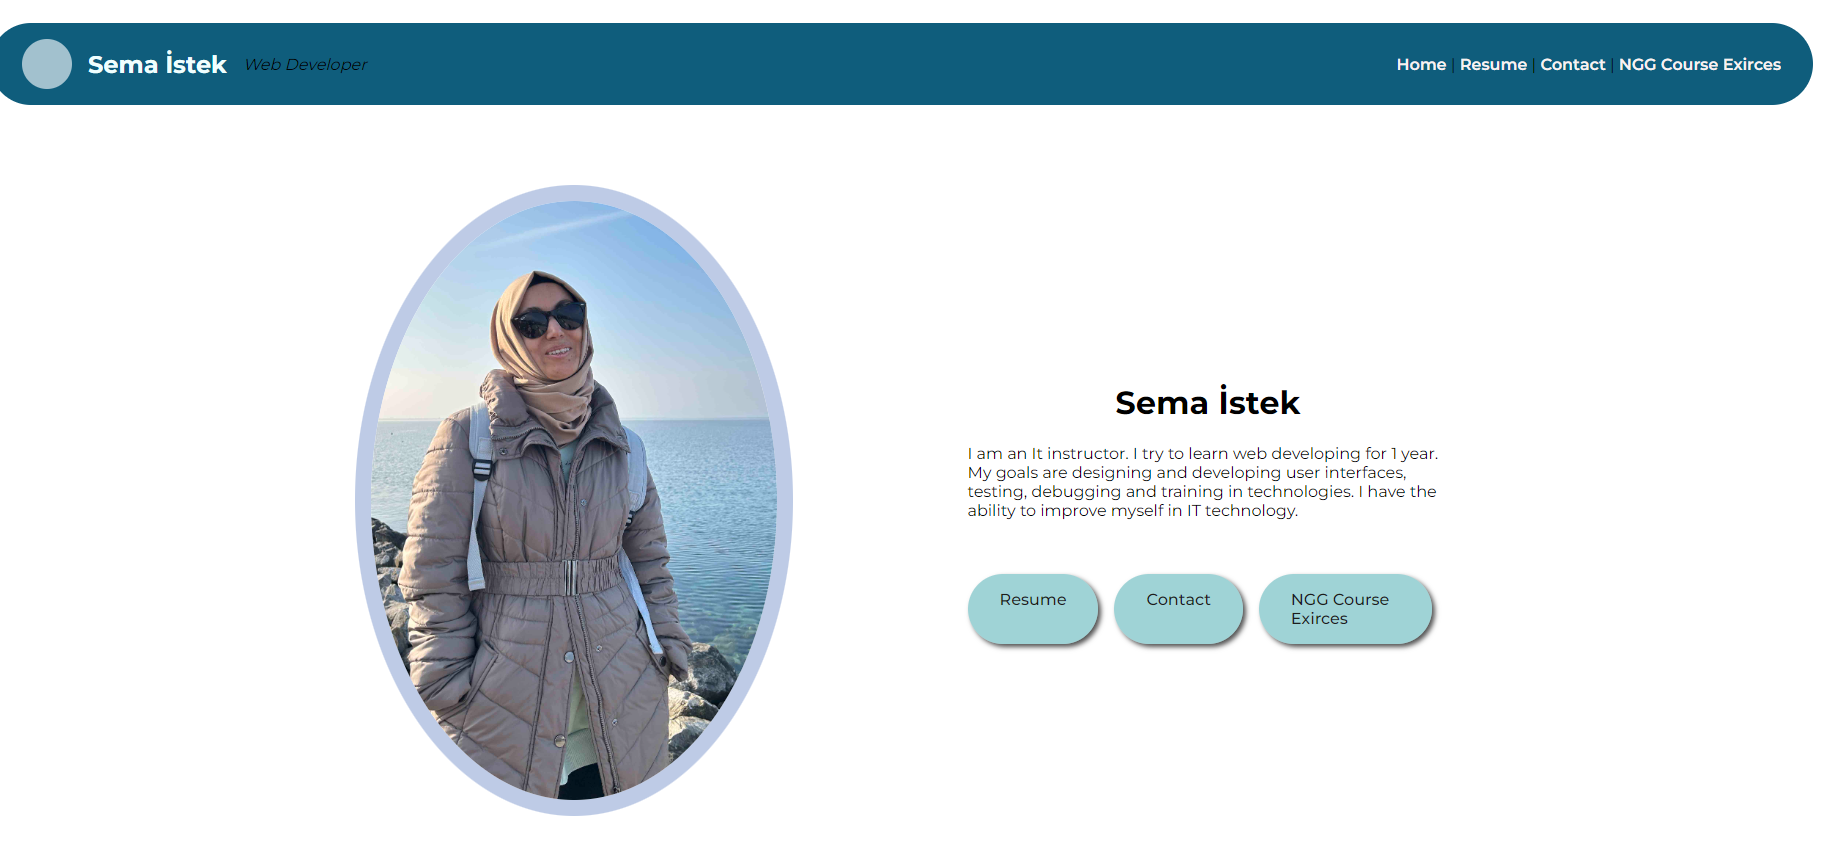 Sema İstek Web Developer Home | Resume | Contact | NGG Course Exirces
Sema İstek
I am an It instructor. I try to learn web developing for 1 year.
My goals are designing and developing user interfaces,
testing, debugging and training in technologies. I have the
ability to improve myself in IT technology.
Resume
Contact
NGG Course
Exirces